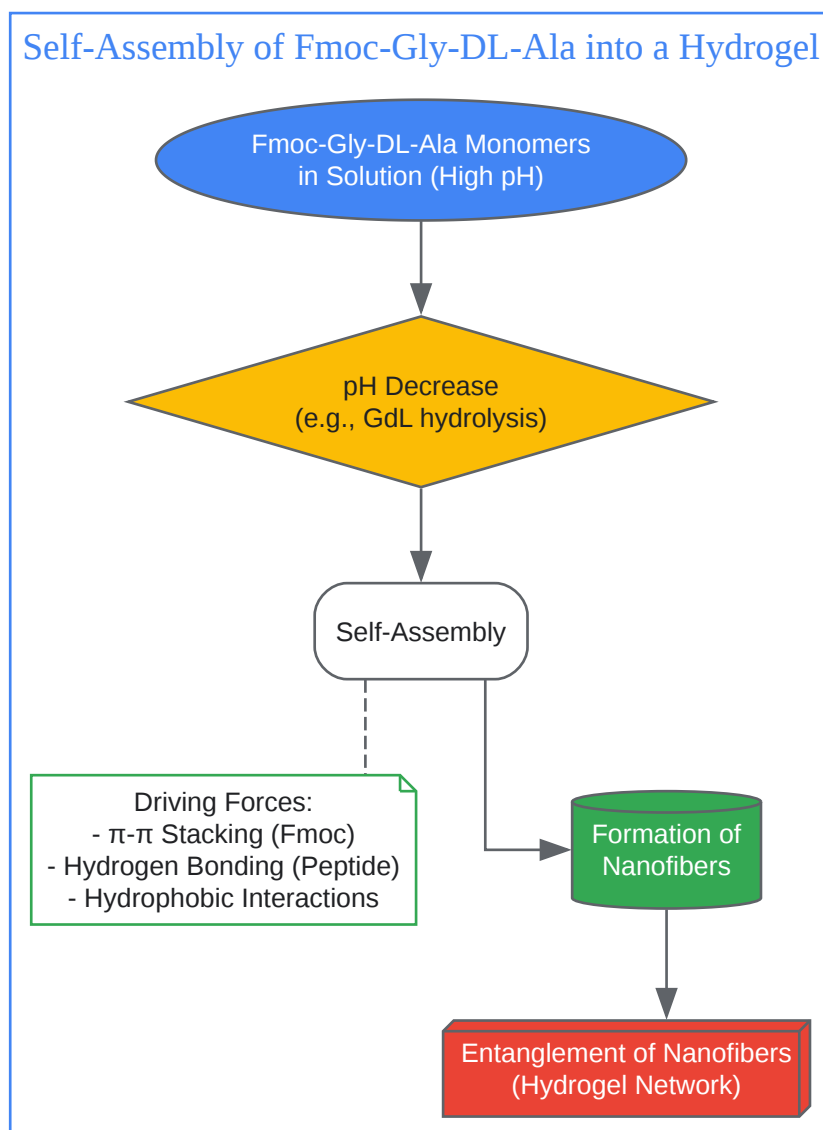 Self-Assembly of Fmoc-Gly-DL-Ala into a Hydrogel
Fmoc-Gly-DL-Ala Monomers
in Solution (High pH)
pH Decrease
(e.g., GdL hydrolysis)
Self-Assembly
Driving Forces:
- π-π Stacking (Fmoc)
- Hydrogen Bonding (Peptide)
- Hydrophobic Interactions
Formation of
Nanofibers
Entanglement of Nanofibers
(Hydrogel Network)